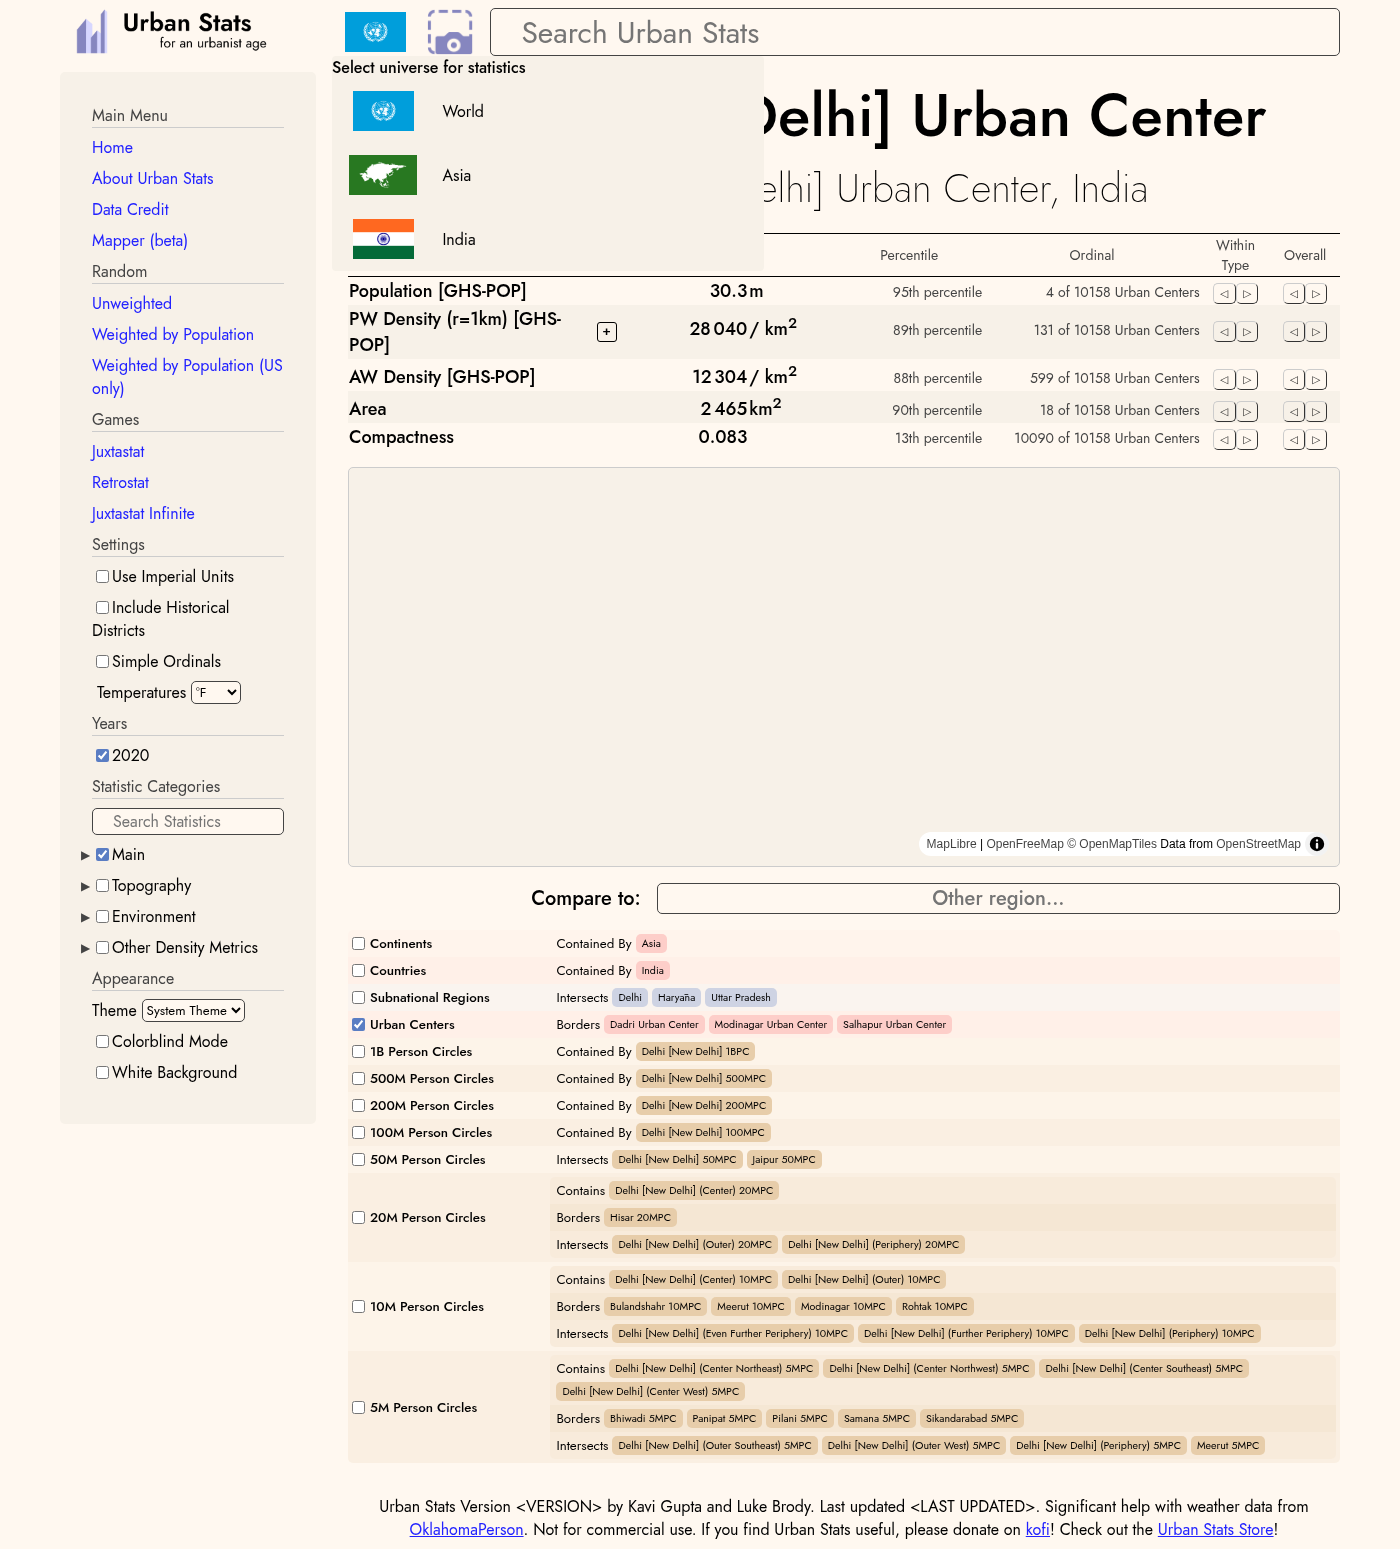 Urban Stats
for an urbanist age
Search Urban Stats
Select universe for statistics
World
Asia
India
Delhi] Urban Center
elhi] Urban Center, India
Main Menu
Home
About Urban Stats
Data Credit
Mapper (beta)
Random
Unweighted
Weighted by Population
Weighted by Population (US
only)
Games
Juxtastat
Retrostat
Juxtastat Infinite
Settings
Use Imperial Units
Include Historical
Districts
Simple Ordinals
Temperatures °F
Years
2020
Statistic Categories
Search Statistics
Main
Topography
Environment
Other Density Metrics
Appearance
Theme System Theme
Colorblind Mode
White Background
Percentile Ordinal Within Type Overall
Population [GHS-POP] 30.3 m 95th percentile 4 of 10158 Urban Centers
PW Density (r=1km) [GHS-
POP] + 28 040 / km² 89th percentile 131 of 10158 Urban Centers
AW Density [GHS-POP] 12 304 / km² 88th percentile 599 of 10158 Urban Centers
Area 2 465 km² 90th percentile 18 of 10158 Urban Centers
Compactness 0.083 13th percentile 10090 of 10158 Urban Centers
MapLibre | OpenFreeMap © OpenMapTiles Data from OpenStreetMap
Compare to: Other region...
Continents Contained By Asia
Countries Contained By India
Subnational Regions Intersects Delhi Haryāña Uttar Pradesh
Urban Centers Borders Dadri Urban Center Modinagar Urban Center Salhapur Urban Center
1B Person Circles Contained By Delhi [New Delhi] 1BPC
500M Person Circles Contained By Delhi [New Delhi] 500MPC
200M Person Circles Contained By Delhi [New Delhi] 200MPC
100M Person Circles Contained By Delhi [New Delhi] 100MPC
50M Person Circles Intersects Delhi [New Delhi] 50MPC Jaipur 50MPC
20M Person Circles
Contains Delhi [New Delhi] (Center) 20MPC
Borders Hisar 20MPC
Intersects Delhi [New Delhi] (Outer) 20MPC Delhi [New Delhi] (Periphery) 20MPC
10M Person Circles
Contains Delhi [New Delhi] (Center) 10MPC Delhi [New Delhi] (Outer) 10MPC
Borders Bulandshahr 10MPC Meerut 10MPC Modinagar 10MPC Rohtak 10MPC
Intersects Delhi [New Delhi] (Even Further Periphery) 10MPC Delhi [New Delhi] (Further Periphery) 10MPC Delhi [New Delhi] (Periphery) 10MPC
5M Person Circles
Contains Delhi [New Delhi] (Center Northeast) 5MPC Delhi [New Delhi] (Center Northwest) 5MPC Delhi [New Delhi] (Center Southeast) 5MPC
Delhi [New Delhi] (Center West) 5MPC
Borders Bhiwadi 5MPC Panipat 5MPC Pilani 5MPC Samana 5MPC Sikandarabad 5MPC
Intersects Delhi [New Delhi] (Outer Southeast) 5MPC Delhi [New Delhi] (Outer West) 5MPC Delhi [New Delhi] (Periphery) 5MPC Meerut 5MPC
Urban Stats Version <VERSION> by Kavi Gupta and Luke Brody. Last updated <LAST UPDATED>. Significant help with weather data from
OklahomaPerson. Not for commercial use. If you find Urban Stats useful, please donate on kofi! Check out the Urban Stats Store!